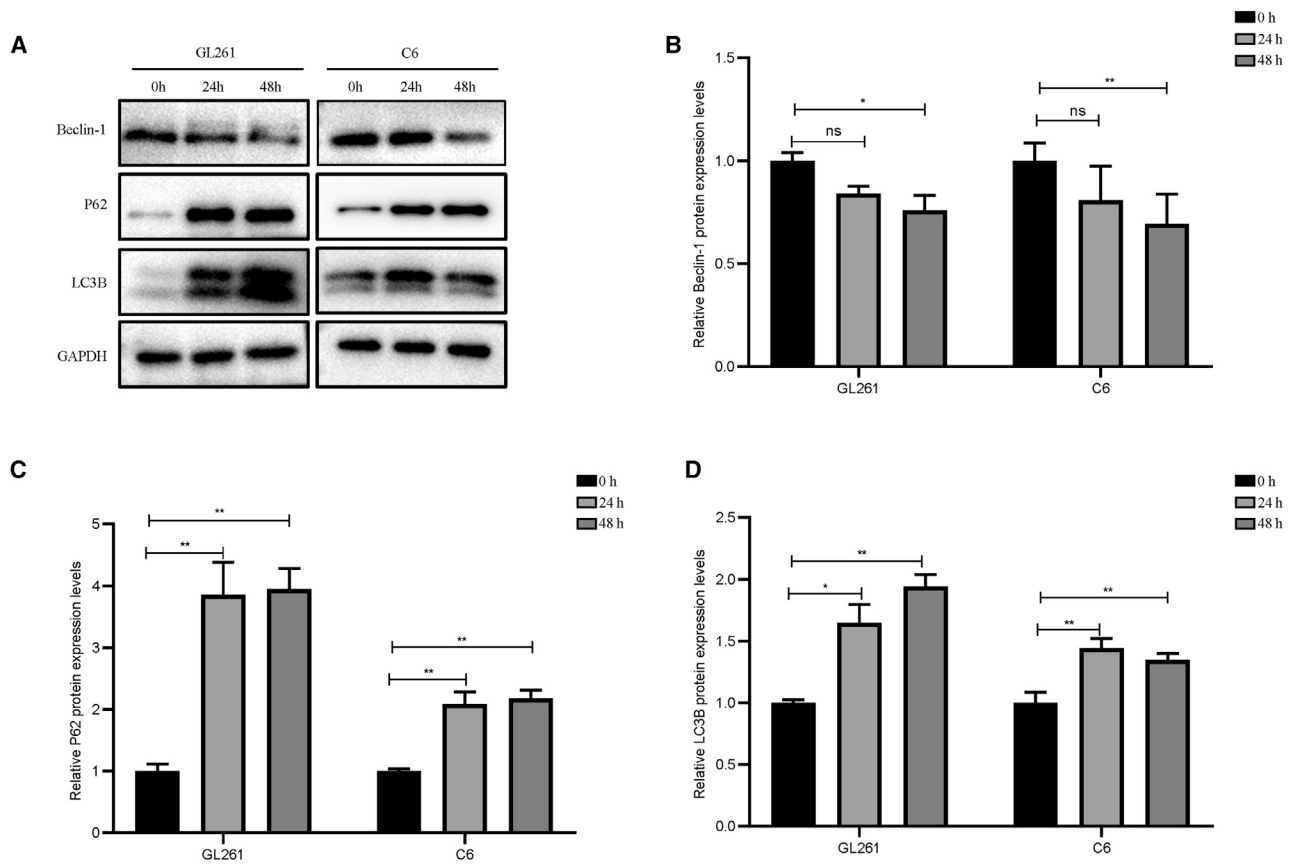 A
GL261 C6
0h 24h 48h 0h 24h 48h
Beclin-1
P62
LC3B
GAPDH
B
0 h
24 h
48 h
Relative Beclin-1 protein expression levels
1.5
1.0
0.5
0.0
*
ns
**
ns
GL261 C6
C
0 h
24 h
48 h
Relative P62 protein expression levels
5
4
3
2
1
0
**
**
**
**
GL261 C6
D
0 h
24 h
48 h
Relative LC3B protein expression levels
2.5
2.0
1.5
1.0
0.5
0.0
**
*
**
**
GL261 C6